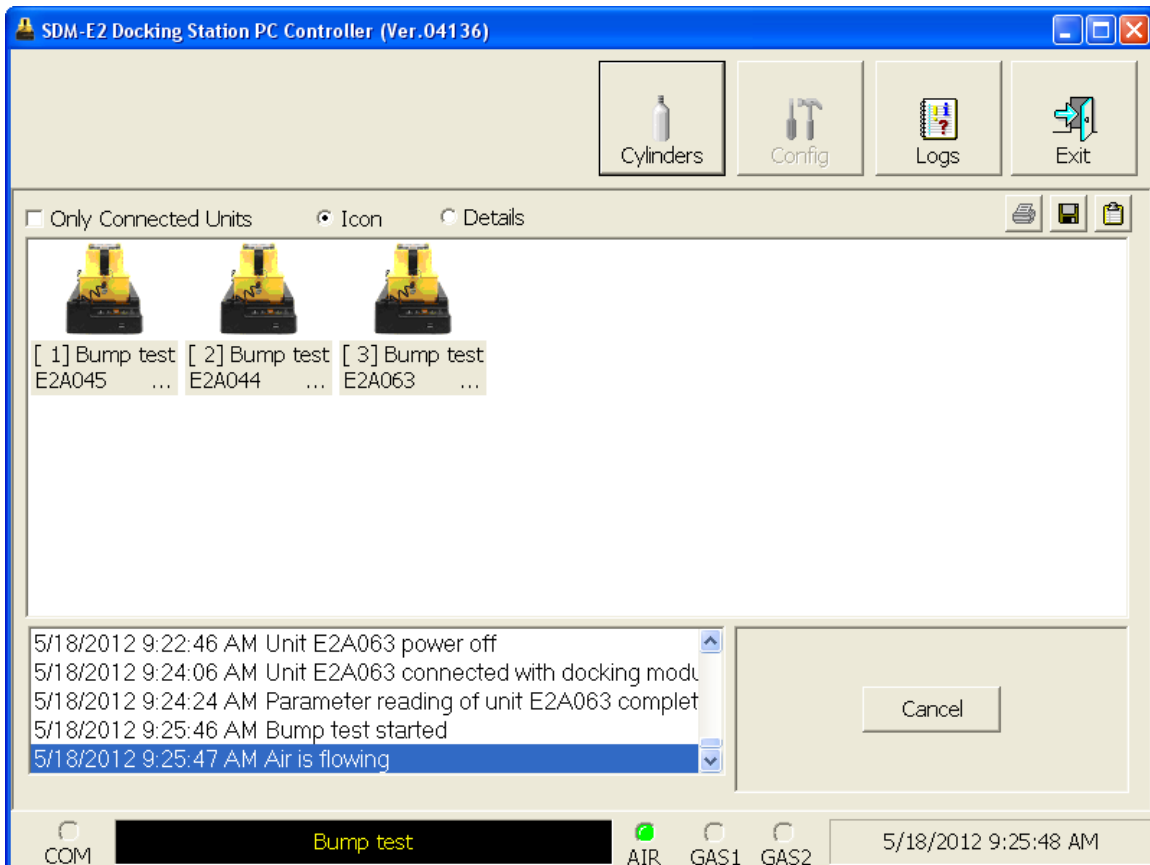 SDM-E2 Docking Station PC Controller (Ver.04136)
Cylinders Config Logs Exit
Only Connected Units Icon Details
[ 1] Bump test [ 2] Bump test [ 3] Bump test
E2A045 ... E2A044 ... E2A063 ...
5/18/2012 9:22:46 AM Unit E2A063 power off
5/18/2012 9:24:06 AM Unit E2A063 connected with docking modu
5/18/2012 9:24:24 AM Parameter reading of unit E2A063 complet
5/18/2012 9:25:46 AM Bump test started
5/18/2012 9:25:47 AM Air is flowing
Cancel
COM Bump test AIR GAS1 GAS2 5/18/2012 9:25:48 AM